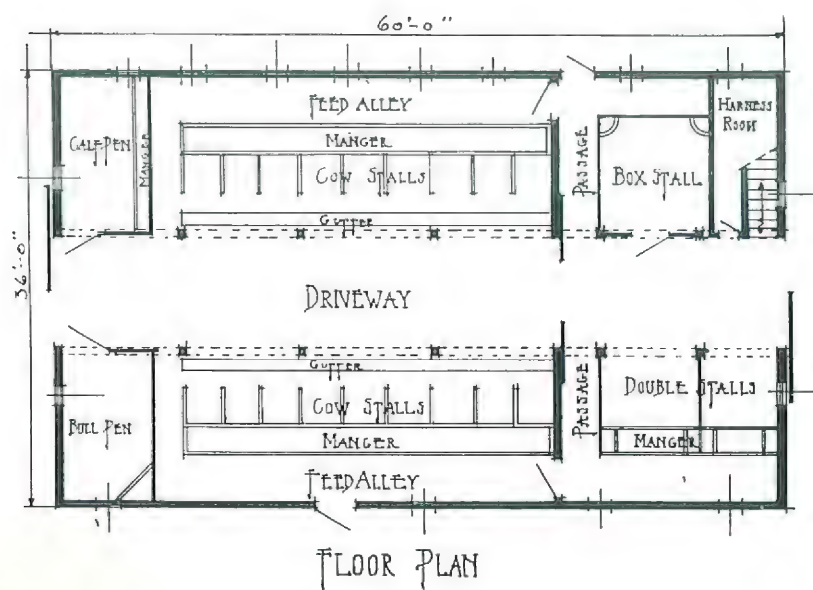 60'-0"
FEED ALLEY
HARNESS
ROOM
CALF PEN
MANGER
MANGER
COW STALLS
PASSAGE
BOX STALL
GUTTER
36'-0"
DRIVEWAY
GUTTER
COW STALLS
PASSAGE
DOUBLE STALLS
BULL PEN
MANGER
MANGER
FEED ALLEY
FLOOR PLAN